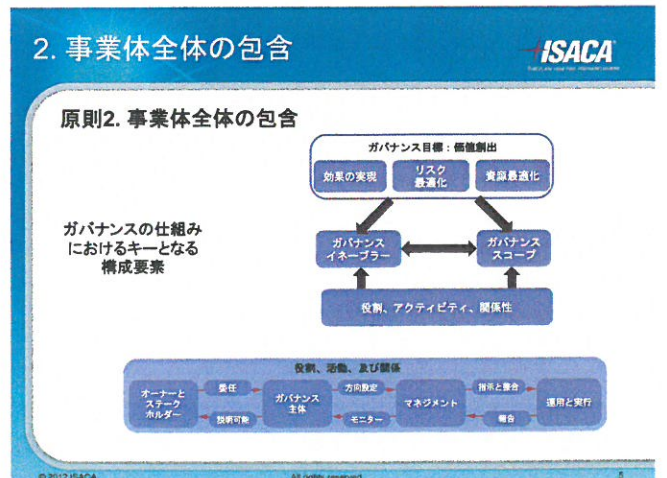 2. 事業体全体の包含
ISACA
原則2. 事業体全体の包含
ガバナンス目標：価値創出
効果の実現
リスク
最適化
資源最適化
ガバナンスの仕組み
におけるキーとなる
構成要素
ガバナンス
イネーブラー
ガバナンス
スコープ
役割、アクティビティ、関係性
役割、活動、及び関係
オーナーと
ステーク
ホルダー
委任
説明可能
ガバナンス
主体
方向設定
モニター
マネジメント
指示と整合
報告
運用と実行
© 2012 ISACA
All rights reserved
5